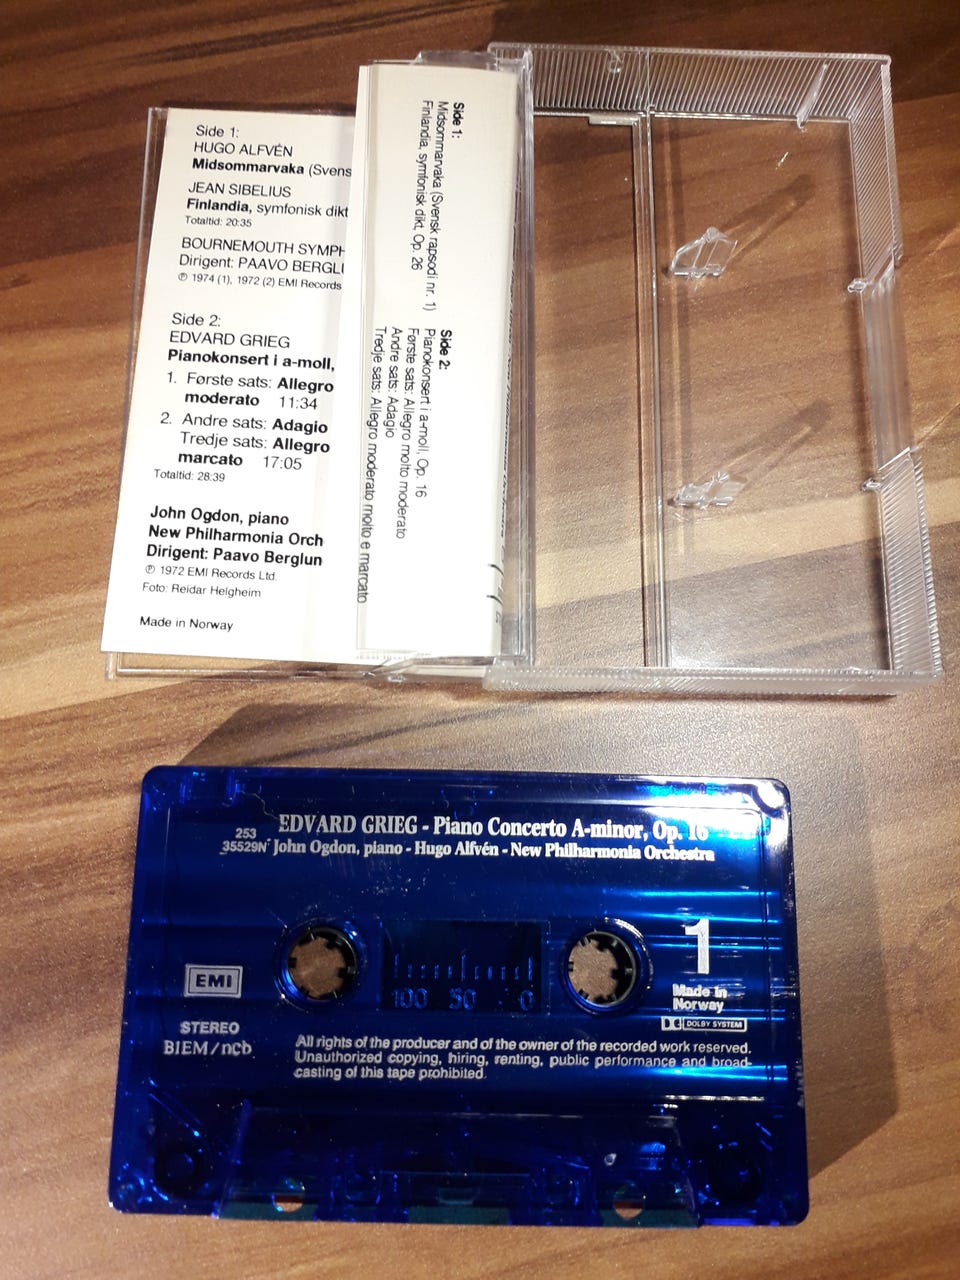 Side 1:
HUGO ALFVÉN
Midsommarvaka (Svens
JEAN SIBELIUS
Finlandia, symfonisk dikt
Totaltid: 20:35
BOURNEMOUTH SYMPH
Dirigent: PAAVO BERGLU
℗ 1974 (1), 1972 (2) EMI Records
Side 2:
EDVARD GRIEG
Pianokonsert i a-moll,
1. Første sats: Allegro
moderato 11:34
2. Andre sats: Adagio
Tredje sats: Allegro
marcato 17:05
Totaltid: 28:39
John Ogdon, piano
New Philharmonia Orch
Dirigent: Paavo Berglun
℗ 1972 EMI Records Ltd.
Foto: Reidar Helgheim
Made in Norway
Side 1:
Midsommarvaka (Svensk rapsodi nr. 1)
Finlandia, symfonisk dikt, Op. 26
Side 2:
Pianokonsert i a-moll, Op. 16
Første sats: Allegro molto moderato
Andre sats: Adagio
Tredje sats: Allegro moderato molto e marcato
EDVARD GRIEG - Piano Concerto A-minor, Op. 16
253
35529N
John Ogdon, piano - Hugo Alfvén - New Philharmonia Orchestra
1
EMI
100 50 0
Made in
Norway
DOLBY SYSTEM
STEREO
BIEM/ncb
All rights of the producer and of the owner of the recorded work reserved.
Unauthorized copying, hiring, renting, public performance and broad-
casting of this tape prohibited.